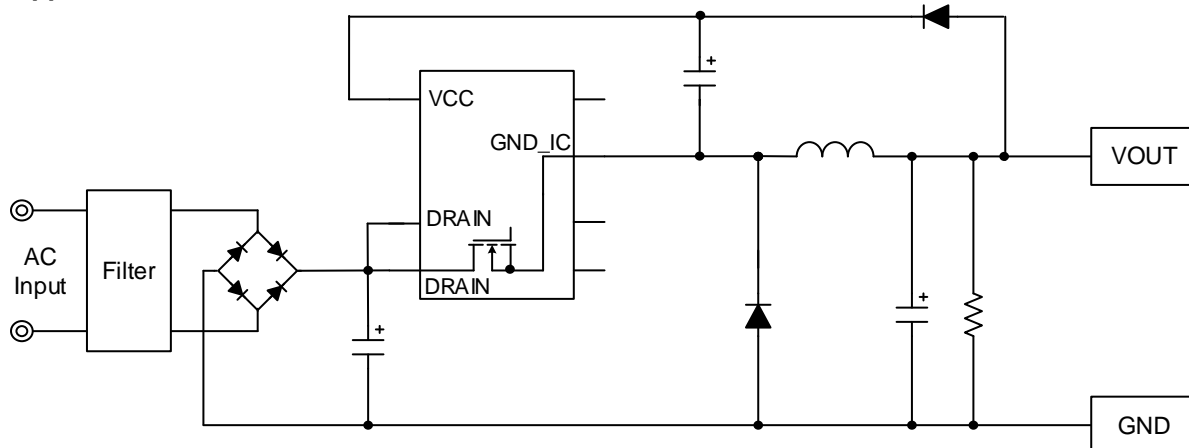 VCC
+
GND_IC
VOUT
DRAIN
AC
Input
Filter
DRAIN
+
+
GND